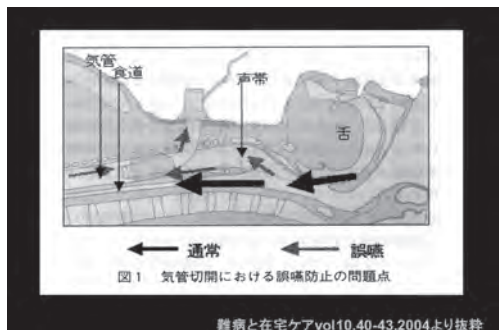 気管
食道
声帯
舌
通常
誤嚥
図1 気管切開における誤嚥防止の問題点
難病と在宅ケアvol10.40-43.2004より抜粋